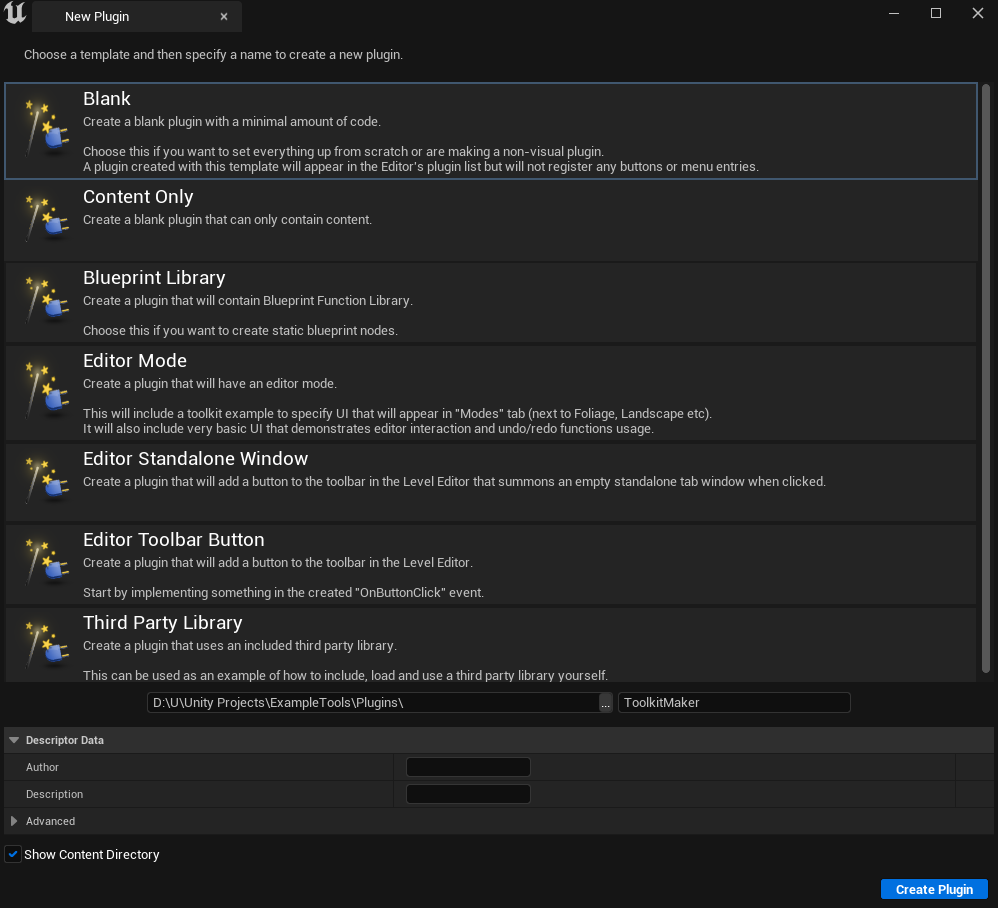 New Plugin
Choose a template and then specify a name to create a new plugin.
Blank
Create a blank plugin with a minimal amount of code.
Choose this if you want to set everything up from scratch or are making a non-visual plugin.
A plugin created with this template will appear in the Editor's plugin list but will not register any buttons or menu entries.
Content Only
Create a blank plugin that can only contain content.
Blueprint Library
Create a plugin that will contain Blueprint Function Library.
Choose this if you want to create static blueprint nodes.
Editor Mode
Create a plugin that will have an editor mode.
This will include a toolkit example to specify UI that will appear in "Modes" tab (next to Foliage, Landscape etc).
It will also include very basic UI that demonstrates editor interaction and undo/redo functions usage.
Editor Standalone Window
Create a plugin that will add a button to the toolbar in the Level Editor that summons an empty standalone tab window when clicked.
Editor Toolbar Button
Create a plugin that will add a button to the toolbar in the Level Editor.
Start by implementing something in the created "OnButtonClick" event.
Third Party Library
Create a plugin that uses an included third party library.
This can be used as an example of how to include, load and use a third party library yourself.
D:\U\Unity Projects\ExampleTools\Plugins\ ... ToolkitMaker
Descriptor Data
Author
Description
Advanced
Show Content Directory
Create Plugin